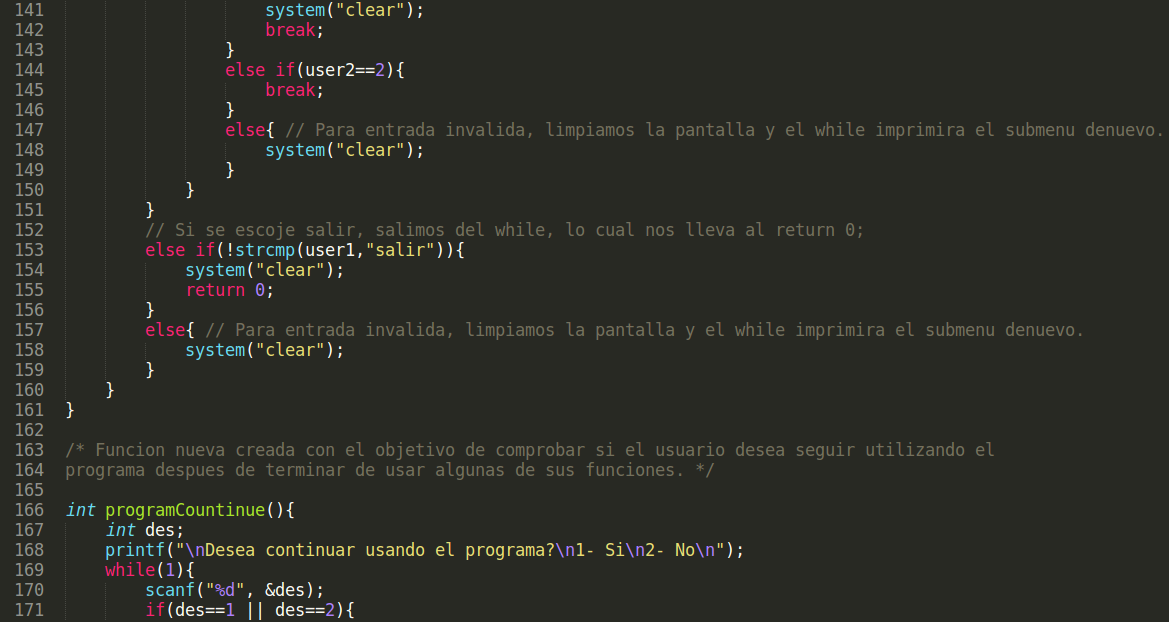 141                     system("clear");
142                     break;
143                 }
144                 else if(user2==2){
145                     break;
146                 }
147                 else{ // Para entrada invalida, limpiamos la pantalla y el while imprimira el submenu denuevo.
148                     system("clear");
149                 }
150             }
151         }
152         // Si se escoje salir, salimos del while, lo cual nos lleva al return 0;
153         else if(!strcmp(user1,"salir")){
154             system("clear");
155             return 0;
156         }
157         else{ // Para entrada invalida, limpiamos la pantalla y el while imprimira el submenu denuevo.
158             system("clear");
159         }
160     }
161 }
162
163 /* Funcion nueva creada con el objetivo de comprobar si el usuario desea seguir utilizando el
164 programa despues de terminar de usar algunas de sus funciones. */
165
166 int programCountinue(){
167     int des;
168     printf("\nDesea continuar usando el programa?\n1- Si\n2- No\n");
169     while(1){
170         scanf("%d", &des);
171         if(des==1 || des==2){